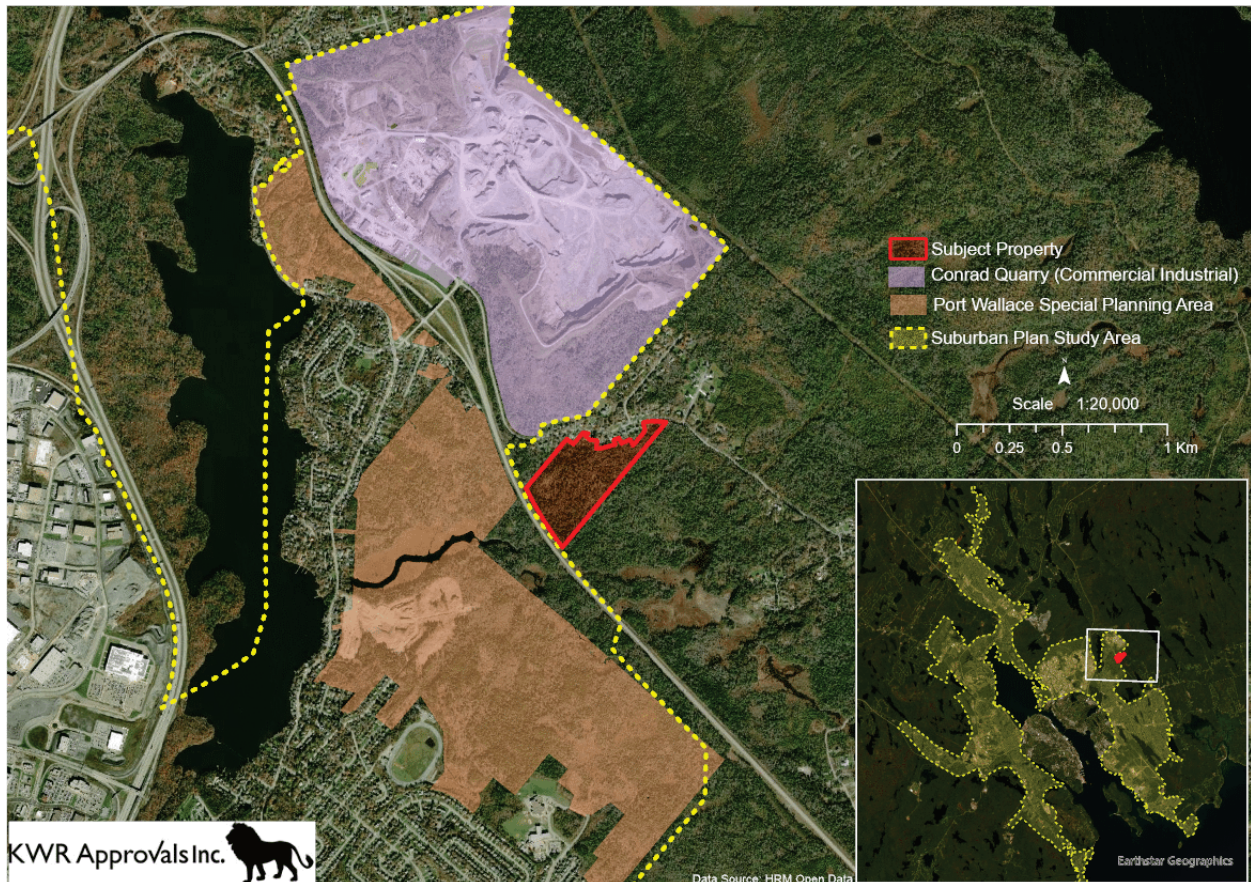 Subject Property
Conrad Quarry (Commercial Industrial)
Port Wallace Special Planning Area
Suburban Plan Study Area
N
Scale 1:20,000
0 0.25 0.5 1 Km
Earthstar Geographics
KWR Approvals Inc.
Data Source: HRM Open Data